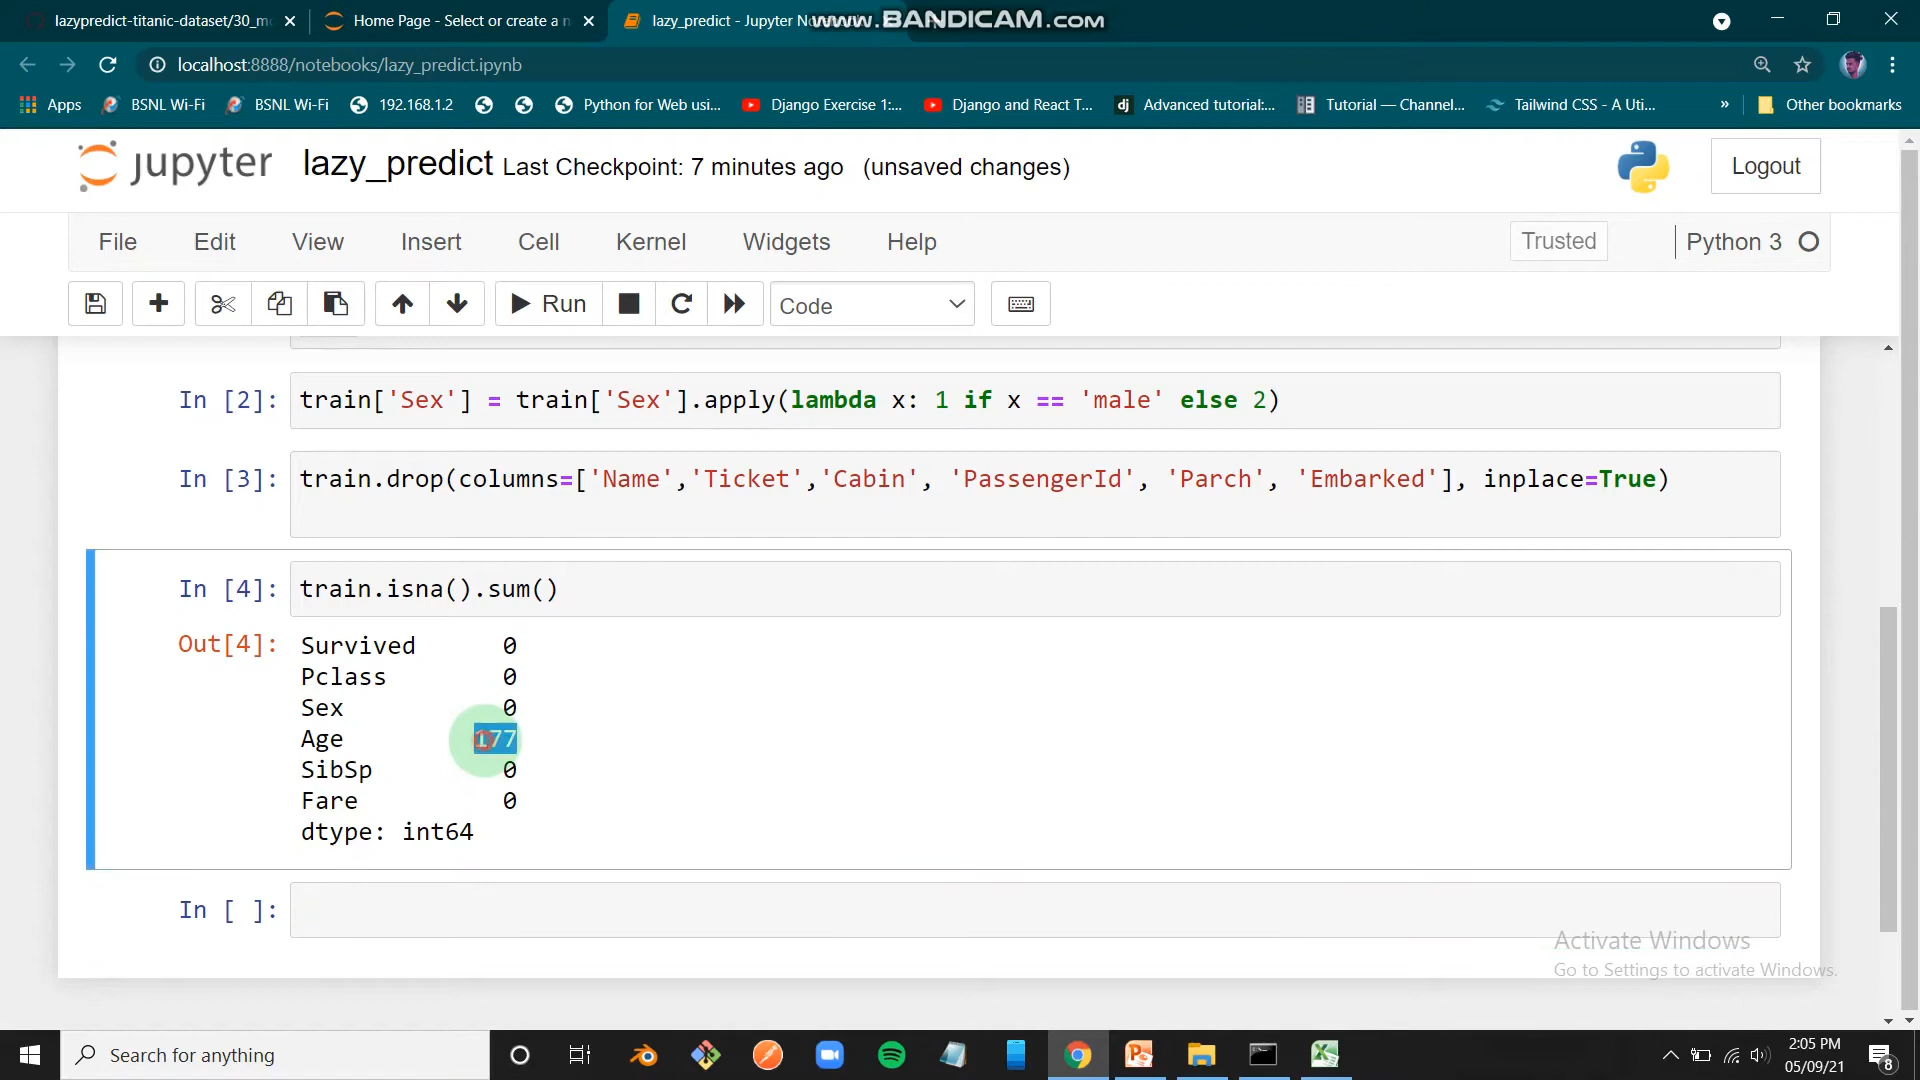 lazypredict-titanic-dataset/30_m
Home Page - Select or create a n
lazy_predict - Jupyter N
WWW.BANDICAM.COM
localhost:8888/notebooks/lazy_predict.ipynb
Apps
BSNL Wi-Fi
BSNL Wi-Fi
192.168.1.2
Python for Web usi...
Django Exercise 1:...
Django and React T...
dj
Advanced tutorial:...
Tutorial — Channel...
Tailwind CSS - A Uti...
»
Other bookmarks
jupyter
lazy_predict Last Checkpoint: 7 minutes ago (unsaved changes)
Logout
File Edit View Insert Cell Kernel Widgets Help
Trusted
Python 3
Run
Code
In [2]: train['Sex'] = train['Sex'].apply(lambda x: 1 if x == 'male' else 2)
In [3]: train.drop(columns=['Name','Ticket','Cabin', 'PassengerId', 'Parch', 'Embarked'], inplace=True)
In [4]: train.isna().sum()
Out[4]: Survived 0
Pclass 0
Sex 0
Age 177
SibSp 0
Fare 0
dtype: int64
In [ ]:
Activate Windows
Go to Settings to activate Windows.
Search for anything
2:05 PM
05/09/21
8